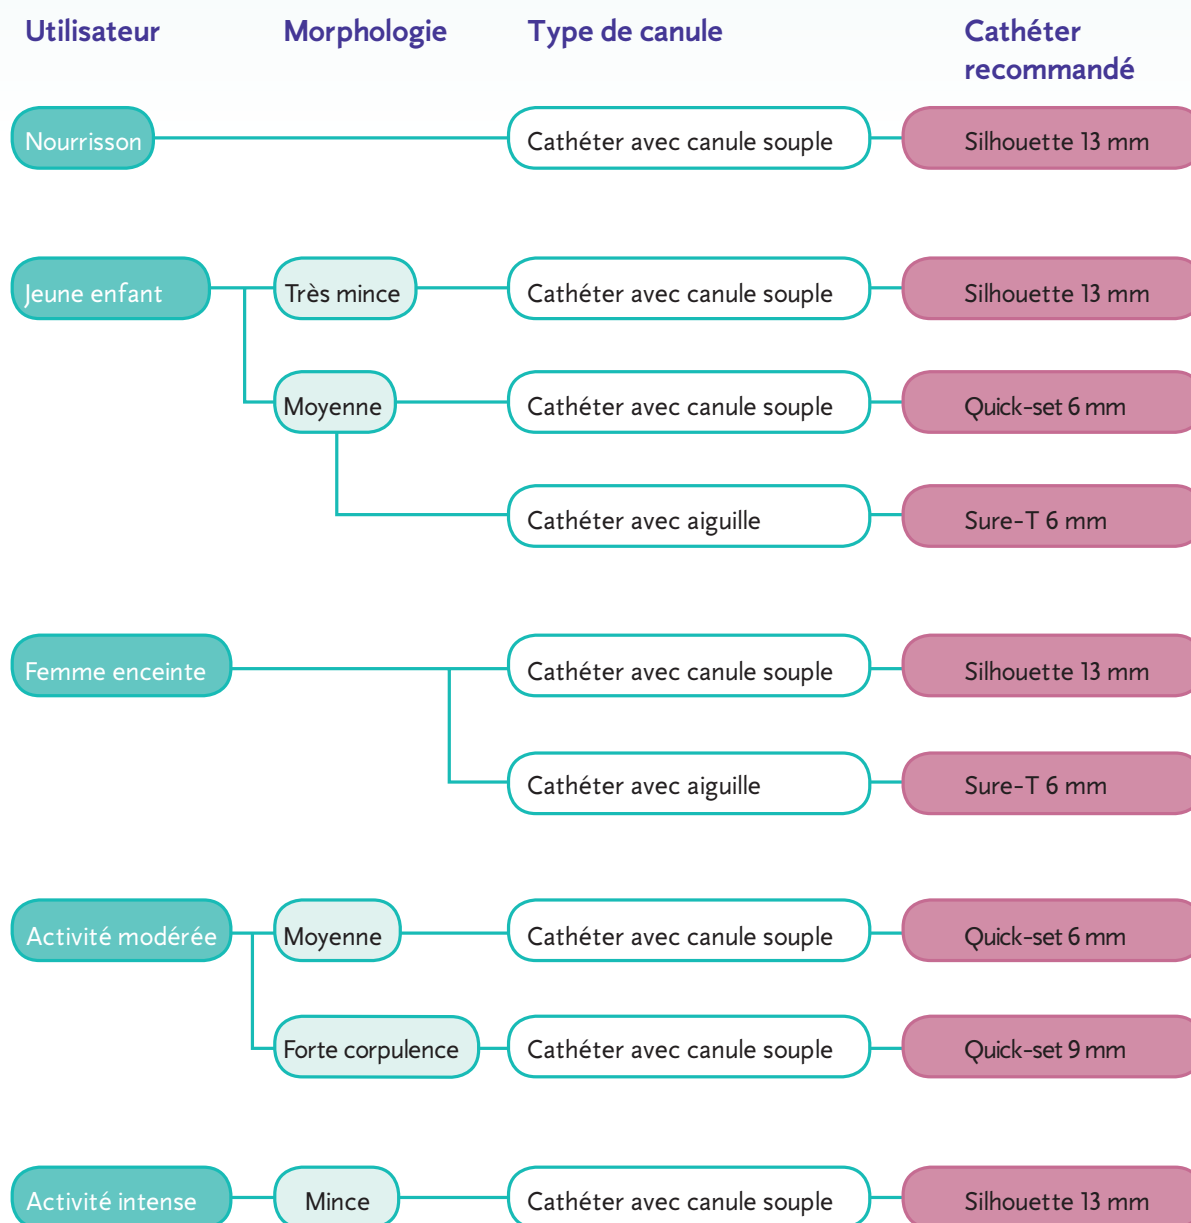 Utilisateur
Morphologie
Type de canule
Cathéter
recommandé
Nourrisson
Cathéter avec canule souple
Silhouette 13 mm
Jeune enfant
Très mince
Cathéter avec canule souple
Silhouette 13 mm
Moyenne
Cathéter avec canule souple
Quick-set 6 mm
Cathéter avec aiguille
Sure-T 6 mm
Femme enceinte
Cathéter avec canule souple
Silhouette 13 mm
Cathéter avec aiguille
Sure-T 6 mm
Activité modérée
Moyenne
Cathéter avec canule souple
Quick-set 6 mm
Forte corpulence
Cathéter avec canule souple
Quick-set 9 mm
Activité intense
Mince
Cathéter avec canule souple
Silhouette 13 mm